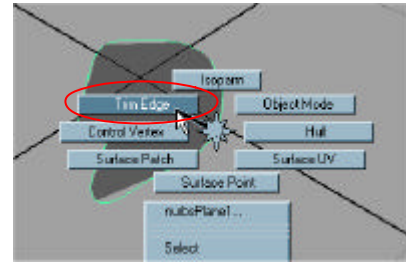 Isoparm
Trim Edge
Object Mode
Control Vertex
Hull
Surface Patch
Surface UV
Surface Point
nurbsPlane1...
Select